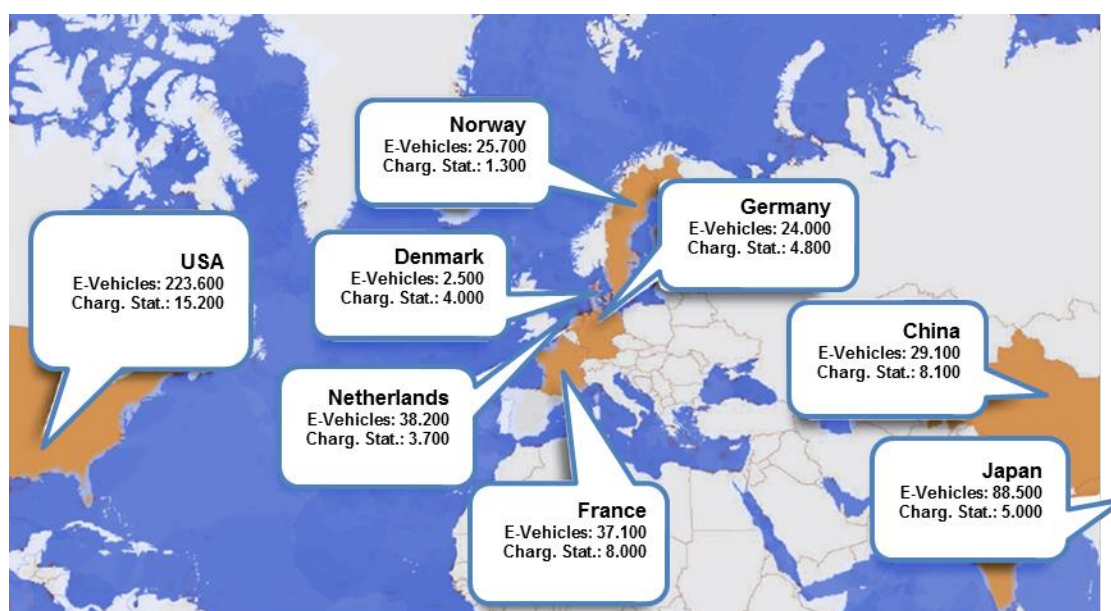 Norway
E-Vehicles: 25.700
Charg. Stat.: 1.300
Germany
E-Vehicles: 24.000
Charg. Stat.: 4.800
USA
E-Vehicles: 223.600
Charg. Stat.: 15.200
Denmark
E-Vehicles: 2.500
Charg. Stat.: 4.000
China
E-Vehicles: 29.100
Charg. Stat.: 8.100
Netherlands
E-Vehicles: 38.200
Charg. Stat.: 3.700
Japan
E-Vehicles: 88.500
Charg. Stat.: 5.000
France
E-Vehicles: 37.100
Charg. Stat.: 8.000